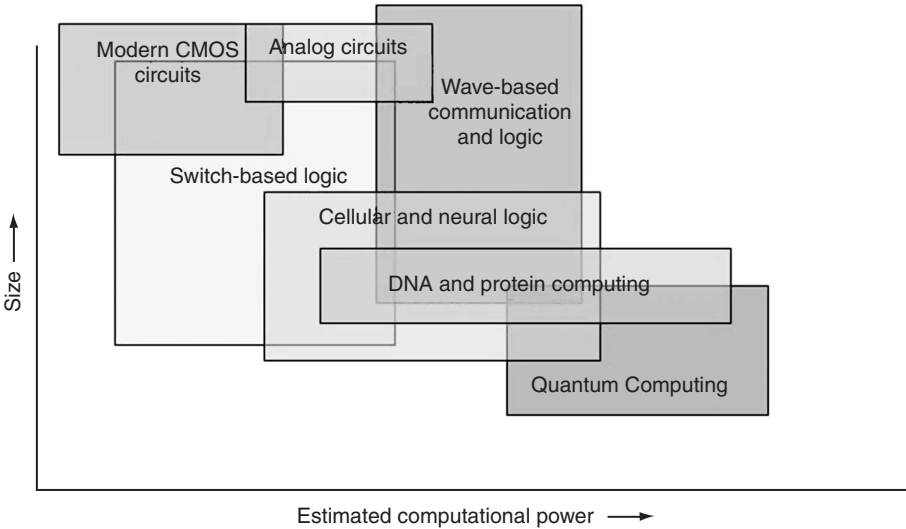 Modern CMOS
circuits
Analog circuits
Wave-based
communication
and logic
Switch-based logic
Cellular and neural logic
DNA and protein computing
Quantum Computing
Size
Estimated computational power